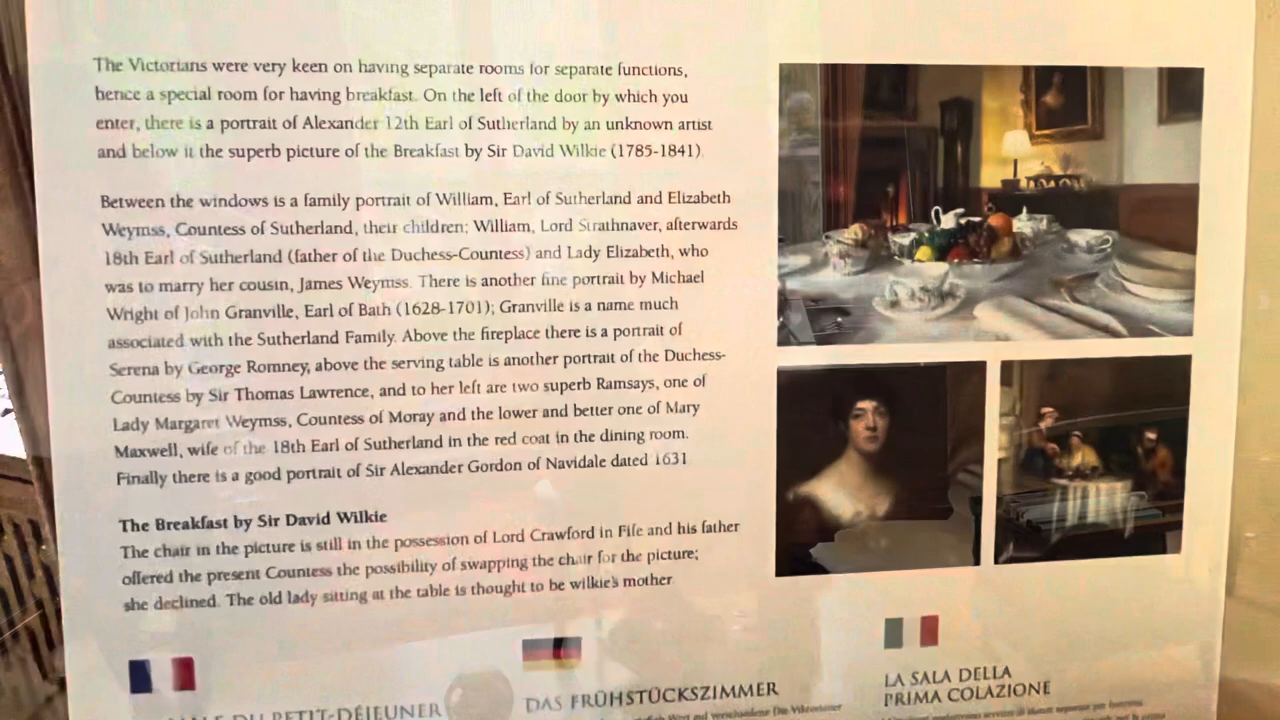 The Victorians were very keen on having separate rooms for separate functions,
hence a special room for having breakfast. On the left of the door by which you
enter, there is a portrait of Alexander 12th Earl of Sutherland by an unknown artist
and below it the superb picture of the Breakfast by Sir David Wilkie (1785-1841).
Between the windows is a family portrait of William, Earl of Sutherland and Elizabeth
Weymss, Countess of Sutherland, their children; William, Lord Strathnaver, afterwards
18th Earl of Sutherland (father of the Duchess-Countess) and Lady Elizabeth, who
was to marry her cousin, James Weymss. There is another fine portrait by Michael
Wright of John Granville, Earl of Bath (1628-1701); Granville is a name much
associated with the Sutherland Family. Above the fireplace there is a portrait of
Serena by George Romney, above the serving table is another portrait of the Duchess-
Countess by Sir Thomas Lawrence, and to her left are two superb Ramsays, one of
Lady Margaret Weymss, Countess of Moray and the lower and better one of Mary
Maxwell, wife of the 18th Earl of Sutherland in the red coat in the dining room.
Finally there is a good portrait of Sir Alexander Gordon of Navidale dated 1631
The Breakfast by Sir David Wilkie
The chair in the picture is still in the possession of Lord Crawford in Fife and his father
offered the present Countess the possibility of swapping the chair for the picture;
she declined. The old lady sitting at the table is thought to be wilkie's mother
DU PETIT-DÉJEUNER
DAS FRÜHSTÜCKSZIMMER
Wert auf verschiedene Die Viktorianer
LA SALA DELLA
PRIMA COLAZIONE